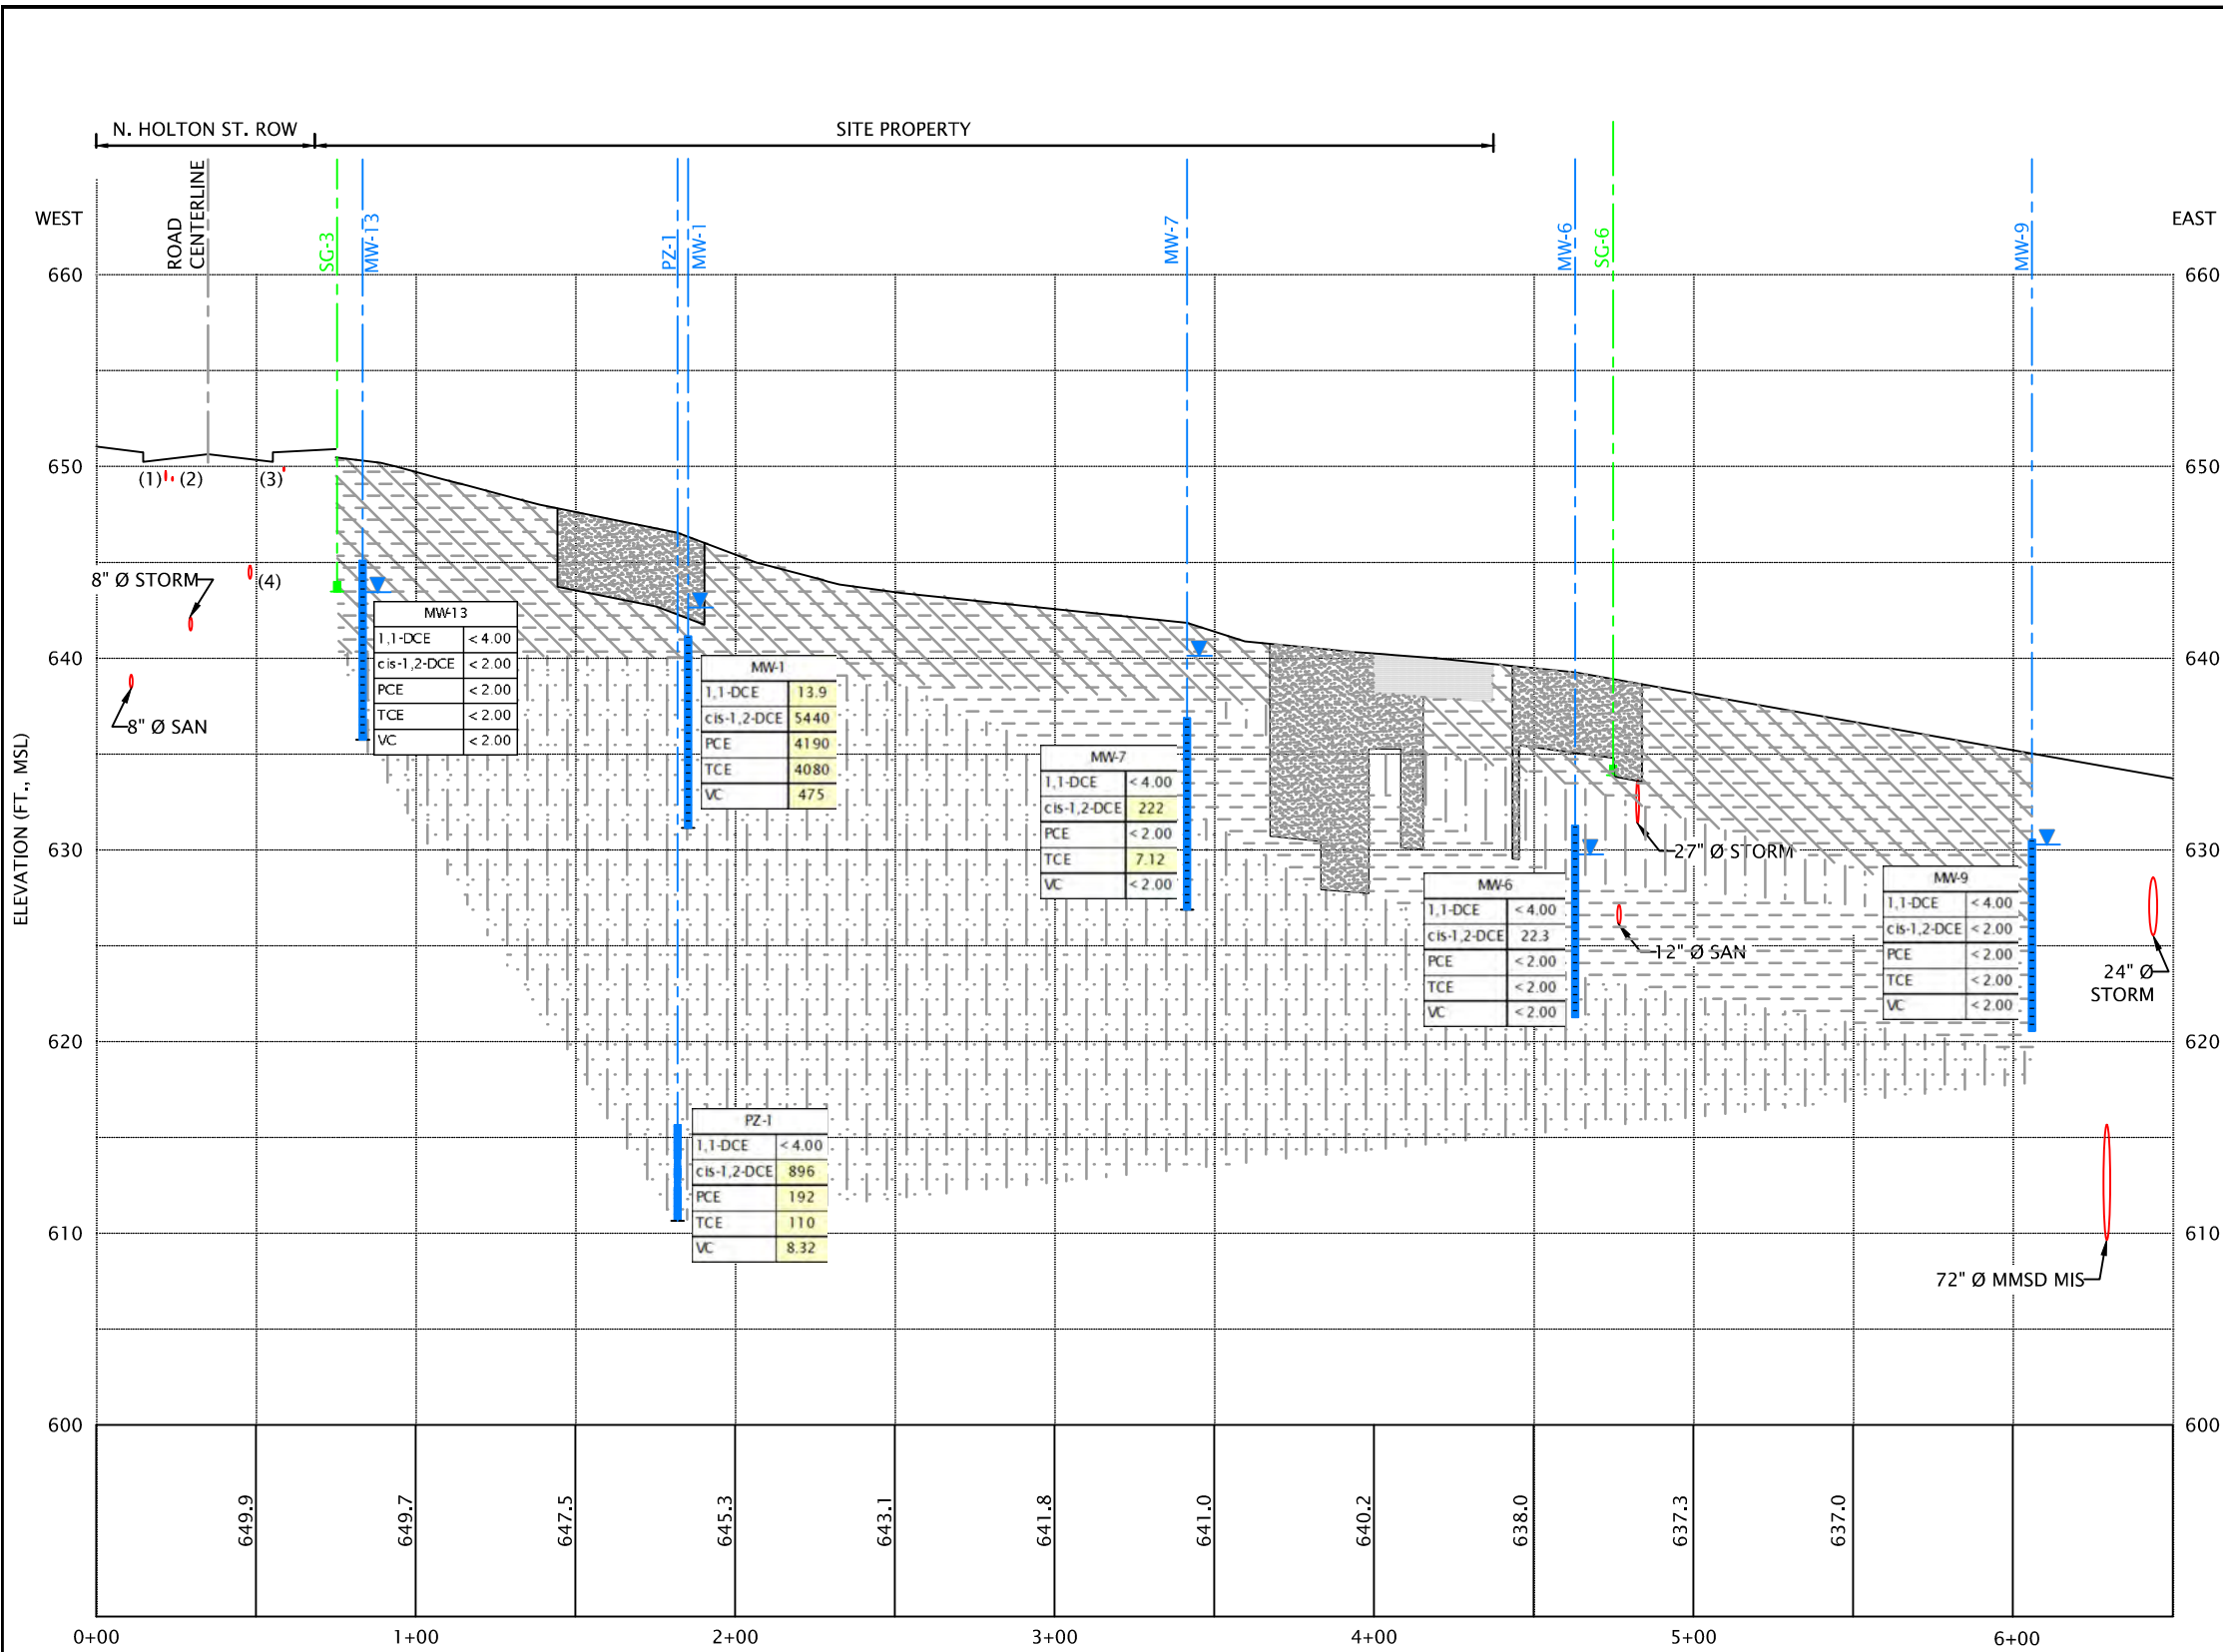 N. HOLTON ST. ROW
SITE PROPERTY
WEST
EAST
ROAD
CENTERLINE
SG-3
MW-13
PZ-1
MW-1
MW-7
MW-6
SG-6
MW-9
660
660
650
650
640
640
630
630
620
620
610
610
600
600
ELEVATION (FT., MSL)
(1)
(2)
(3)
(4)
8" Ø STORM
8" Ø SAN
MW-13
1,1-DCE < 4.00
cis-1,2-DCE < 2.00
PCE < 2.00
TCE < 2.00
VC < 2.00
MW-1
1,1-DCE 13.9
cis-1,2-DCE 5440
PCE 4190
TCE 4080
VC 475
MW-7
1,1-DCE < 4.00
cis-1,2-DCE 222
PCE < 2.00
TCE 7.12
VC < 2.00
27" Ø STORM
MW-6
1,1-DCE < 4.00
cis-1,2-DCE 22.3
PCE < 2.00
TCE < 2.00
VC < 2.00
12" Ø SAN
MW-9
1,1-DCE < 4.00
cis-1,2-DCE < 2.00
PCE < 2.00
TCE < 2.00
VC < 2.00
24" Ø
STORM
PZ-1
1,1-DCE < 4.00
cis-1,2-DCE 896
PCE 192
TCE 110
VC 8.32
72" Ø MMSD MIS
649.9
649.7
647.5
645.3
643.1
641.8
641.0
640.2
638.0
637.3
637.0
0+00
1+00
2+00
3+00
4+00
5+00
6+00